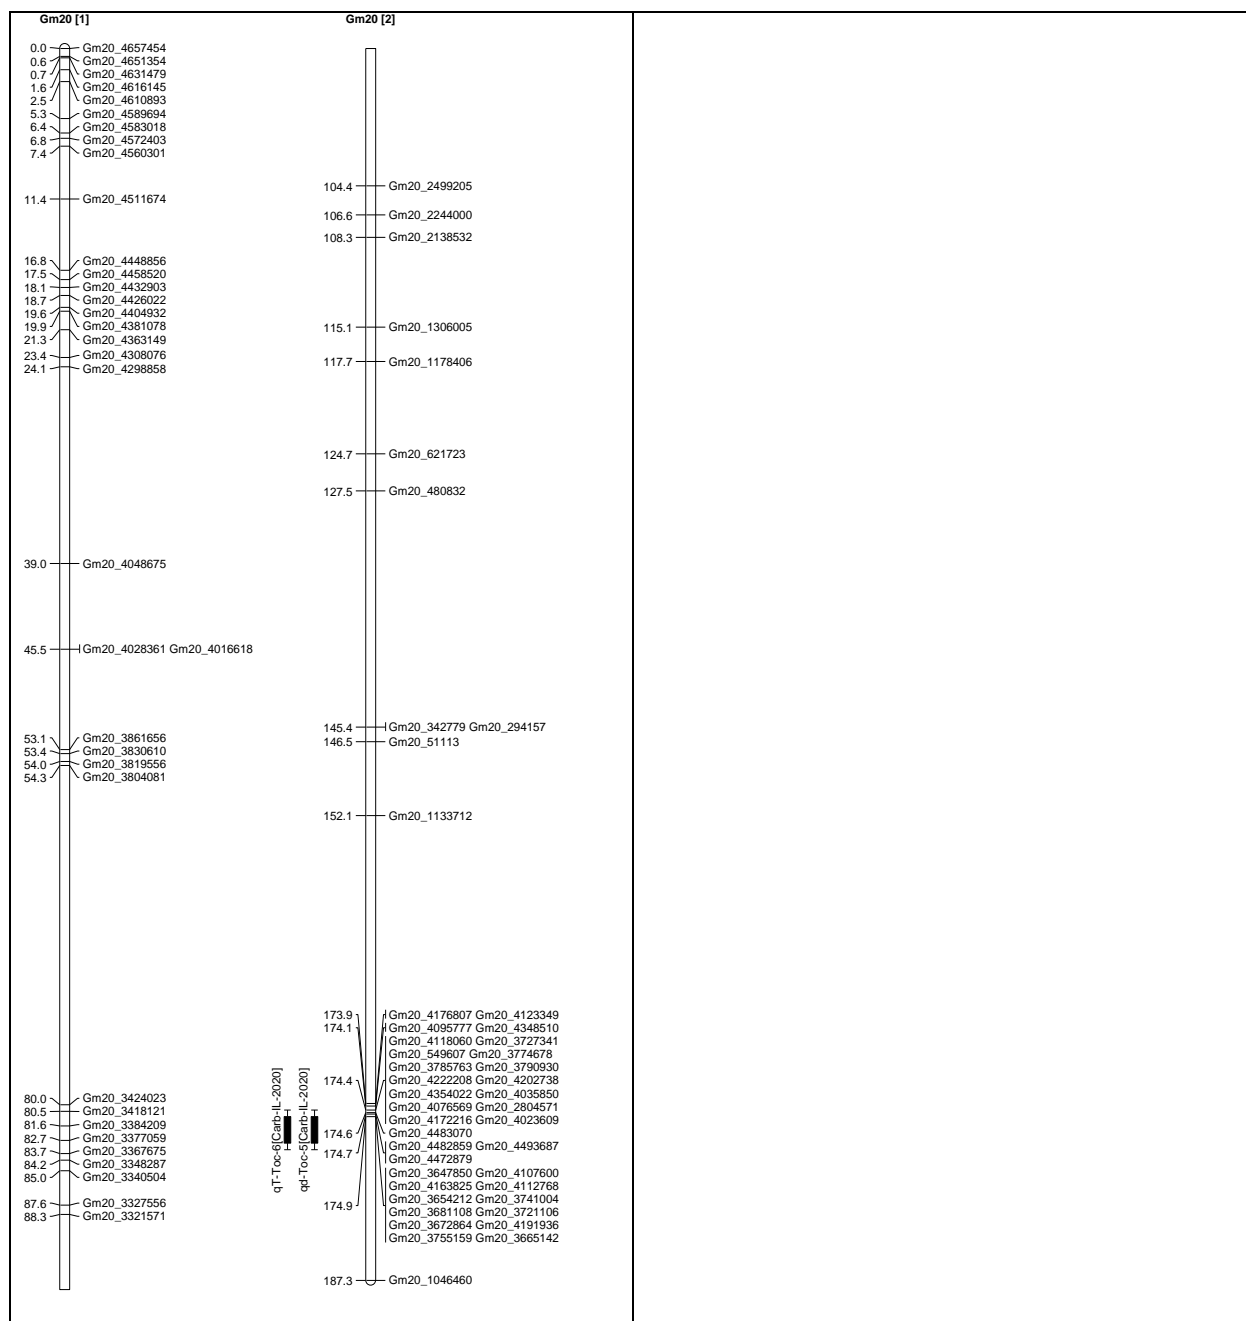 Gm20 [1]
0.0 Gm20_4657454
0.6 Gm20_4651354
0.7 Gm20_4631479
1.6 Gm20_4616145
2.5 Gm20_4610893
5.3 Gm20_4589694
6.4 Gm20_4583018
6.8 Gm20_4572403
7.4 Gm20_4560301
11.4 Gm20_4511674
16.8 Gm20_4448856
17.5 Gm20_4458520
18.1 Gm20_4432903
18.7 Gm20_4426022
19.6 Gm20_4404932
19.9 Gm20_4381078
21.3 Gm20_4363149
23.4 Gm20_4308076
24.1 Gm20_4298858
39.0 Gm20_4048675
45.5 Gm20_4028361 Gm20_4016618
53.1 Gm20_3861656
53.4 Gm20_3830610
54.0 Gm20_3819556
54.3 Gm20_3804081
80.0 Gm20_3424023
80.5 Gm20_3418121
81.6 Gm20_3384209
82.7 Gm20_3377059
83.7 Gm20_3367675
84.2 Gm20_3348287
85.0 Gm20_3340504
87.6 Gm20_3327556
88.3 Gm20_3321571
Gm20 [2]
104.4 Gm20_2499205
106.6 Gm20_2244000
108.3 Gm20_2138532
115.1 Gm20_1306005
117.7 Gm20_1178406
124.7 Gm20_621723
127.5 Gm20_480832
145.4 Gm20_342779 Gm20_294157
146.5 Gm20_51113
152.1 Gm20_1133712
173.9 Gm20_4176807 Gm20_4123349
174.1 Gm20_4095777 Gm20_4348510
Gm20_4118060 Gm20_3727341
Gm20_549607 Gm20_3774678
Gm20_3785763 Gm20_3790930
174.4 Gm20_4222208 Gm20_4202738
Gm20_4354022 Gm20_4035850
Gm20_4076569 Gm20_2804571
Gm20_4172216 Gm20_4023609
174.6 Gm20_4483070
Gm20_4482859 Gm20_4493687
174.7 Gm20_4472879
Gm20_3647850 Gm20_4107600
Gm20_4163825 Gm20_4112768
Gm20_3654212 Gm20_3741004
174.9 Gm20_3681108 Gm20_3721106
Gm20_3672864 Gm20_4191936
Gm20_3755159 Gm20_3665142
187.3 Gm20_1046460
qT-Toc-6[Carb-IL-2020]
qd-Toc-5[Carb-IL-2020]